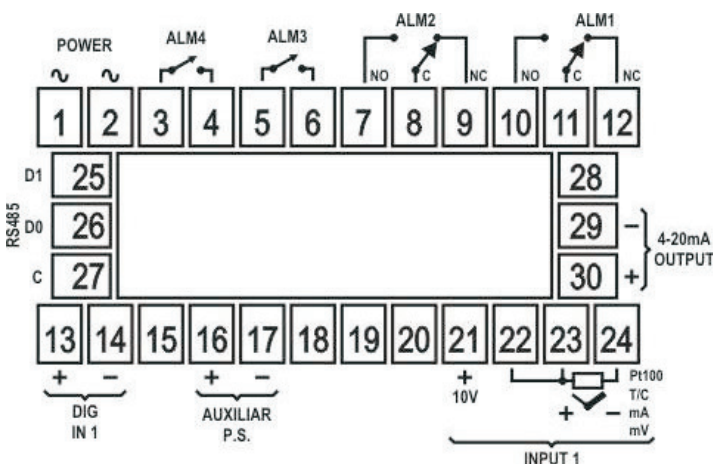 POWER
ALM4
ALM3
ALM2
ALM1
~ ~
NO C NC NO C NC
1 2 3 4 5 6 7 8 9 10 11 12
D1 25 28
RS485
D0 26 29 −
4-20mA
OUTPUT
C 27 30 +
13 14 15 16 17 18 19 20 21 22 23 24
+ − + − +
10V
Pt100
T/C
+ − mA
mV
DIG
IN 1
AUXILIAR
P.S.
INPUT 1